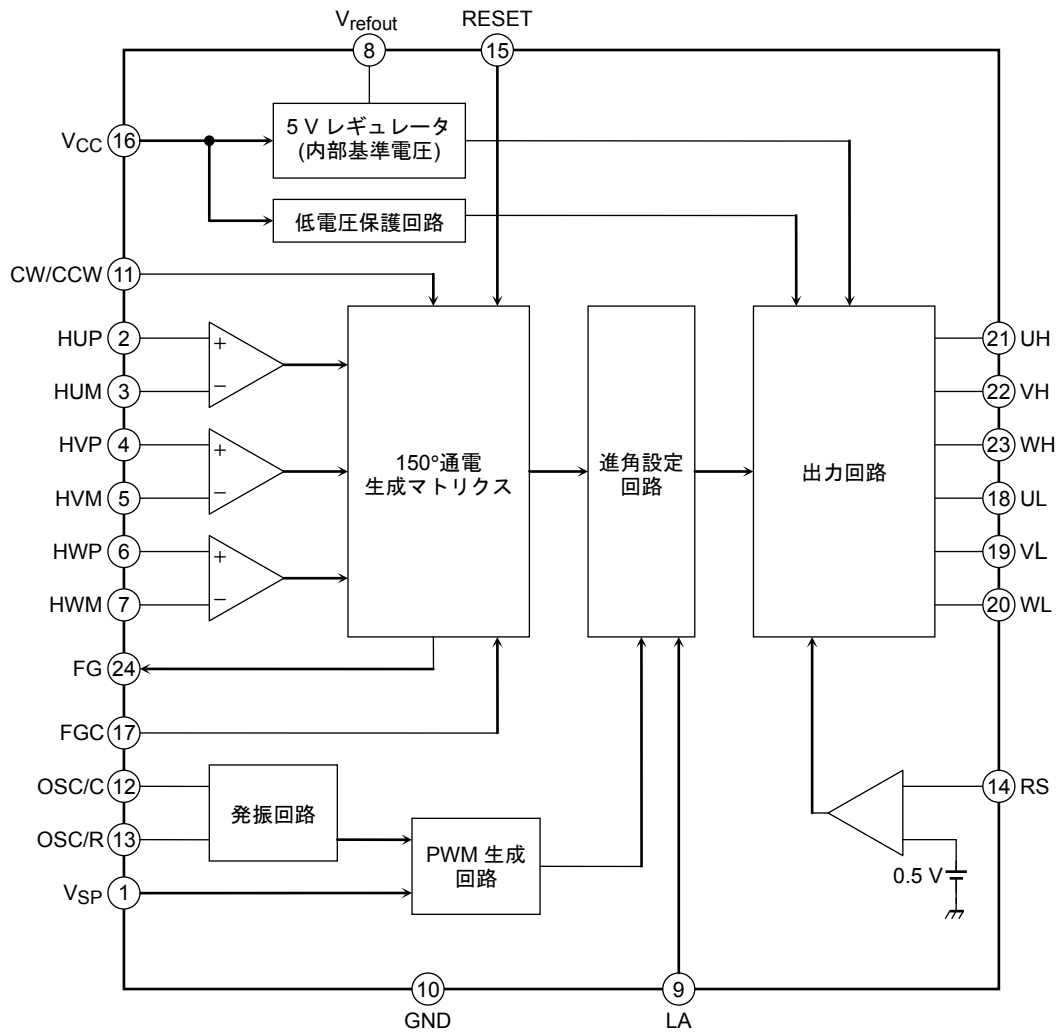 Vrefout
RESET
8
15
VCC
16
5 V レギュレータ
(内部基準電圧)
低電圧保護回路
CW/CCW
11
HUP
2
+
HUM
3
−
HVP
4
+
HVM
5
−
HWP
6
+
HWM
7
−
150°通電
生成マトリクス
進角設定
回路
出力回路
21
UH
22
VH
23
WH
18
UL
19
VL
20
WL
FG
24
FGC
17
OSC/C
12
OSC/R
13
発振回路
VSP
1
PWM 生成
回路
14
RS
0.5 V
10
GND
9
LA